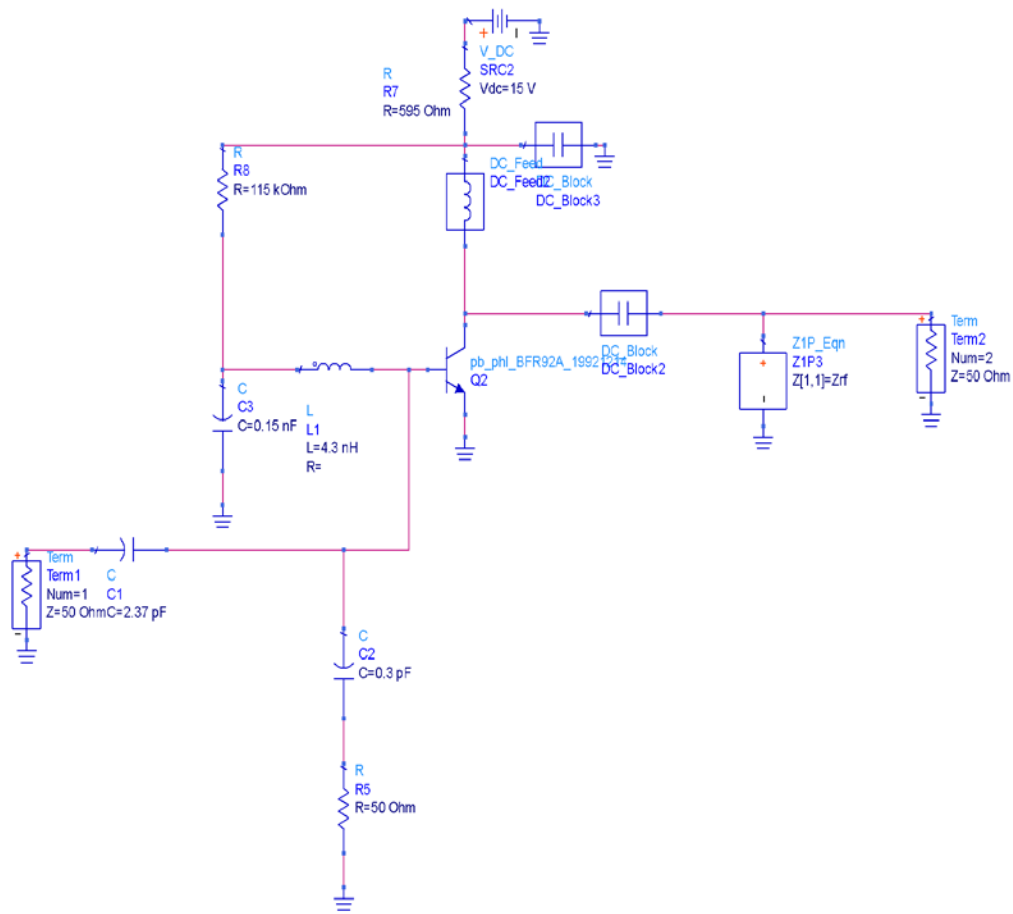 +
V_DC
SRC2
Vdc=15 V
R
R7
R=595 Ohm
R
R8
R=115 kOhm
DC_Feed
DC_Feed2
DC_Block
DC_Block3
DC_Block
DC_Block2
pb_phl_BFR92A_19921214
Q2
+
Z1P_Eqn
Z1P3
Z[1,1]=Zrf
+
-
Term
Term2
Num=2
Z=50 Ohm
C
C3
C=0.15 nF
L
L1
L=4.3 nH
R=
+
-
Term
Term1
Num=1
Z=50 Ohm
C
C1
C=2.37 pF
C
C2
C=0.3 pF
R
R5
R=50 Ohm